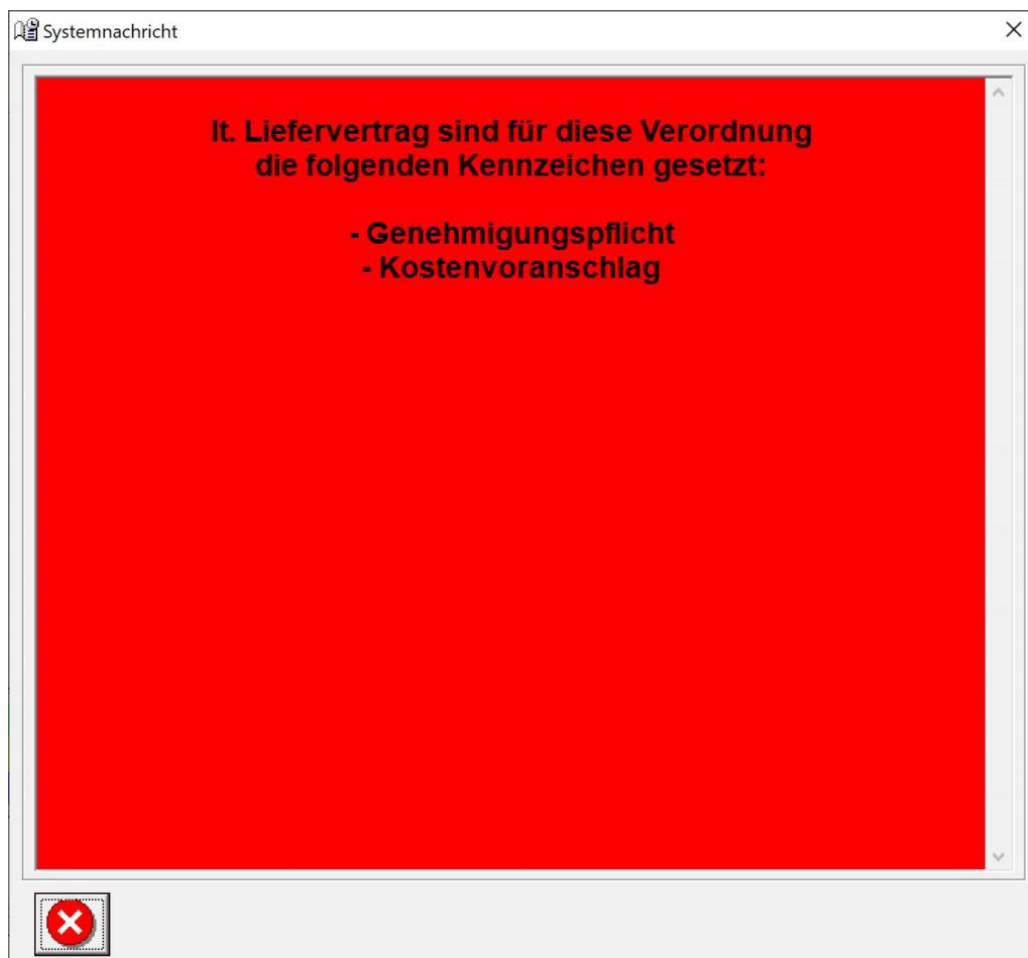 Systemnachricht
lt. Liefervertrag sind für diese Verordnung
die folgenden Kennzeichen gesetzt:
- Genehmigungspflicht
- Kostenvoranschlag